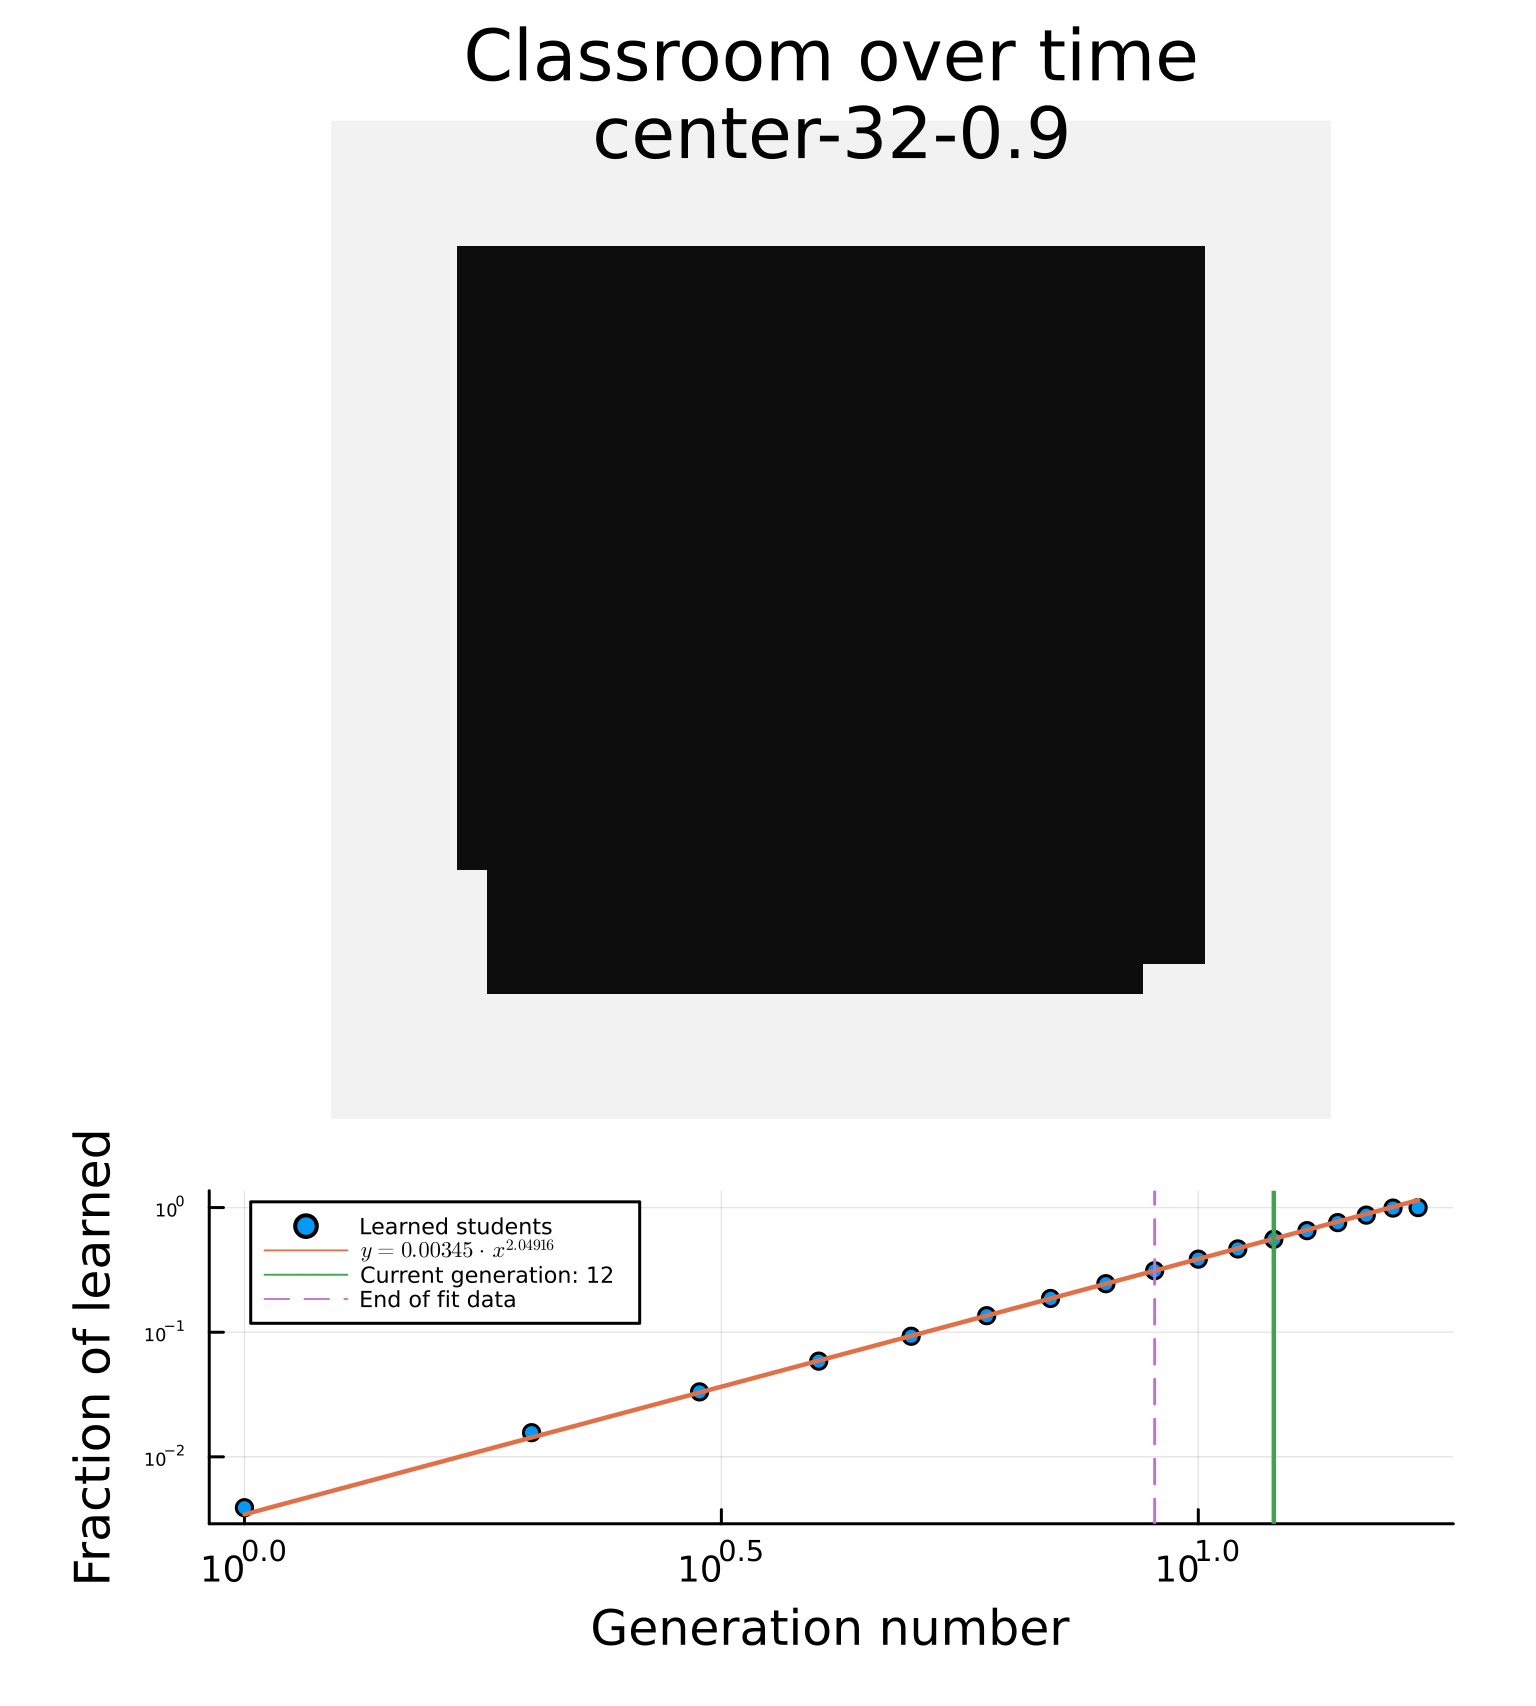 Classroom over time
center-32-0.9
Fraction of learned
10^0
10^-1
10^-2
Learned students
y = 0.00345 · x^2.04916
Current generation: 12
End of fit data
10^0.0
10^0.5
10^1.0
Generation number